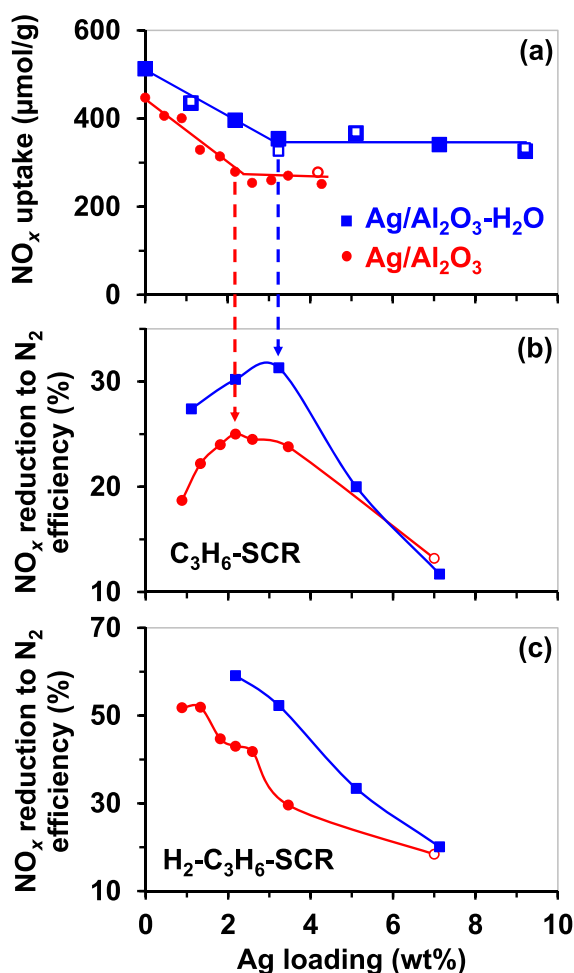 NOx uptake (μmol/g)
600
400
200
0
(a)
Ag/Al2O3-H2O
Ag/Al2O3
NOx reduction to N2
efficiency (%)
30
20
10
(b)
C3H6-SCR
NOx reduction to N2
efficiency (%)
70
50
30
10
(c)
H2-C3H6-SCR
0 2 4 6 8 10
Ag loading (wt%)